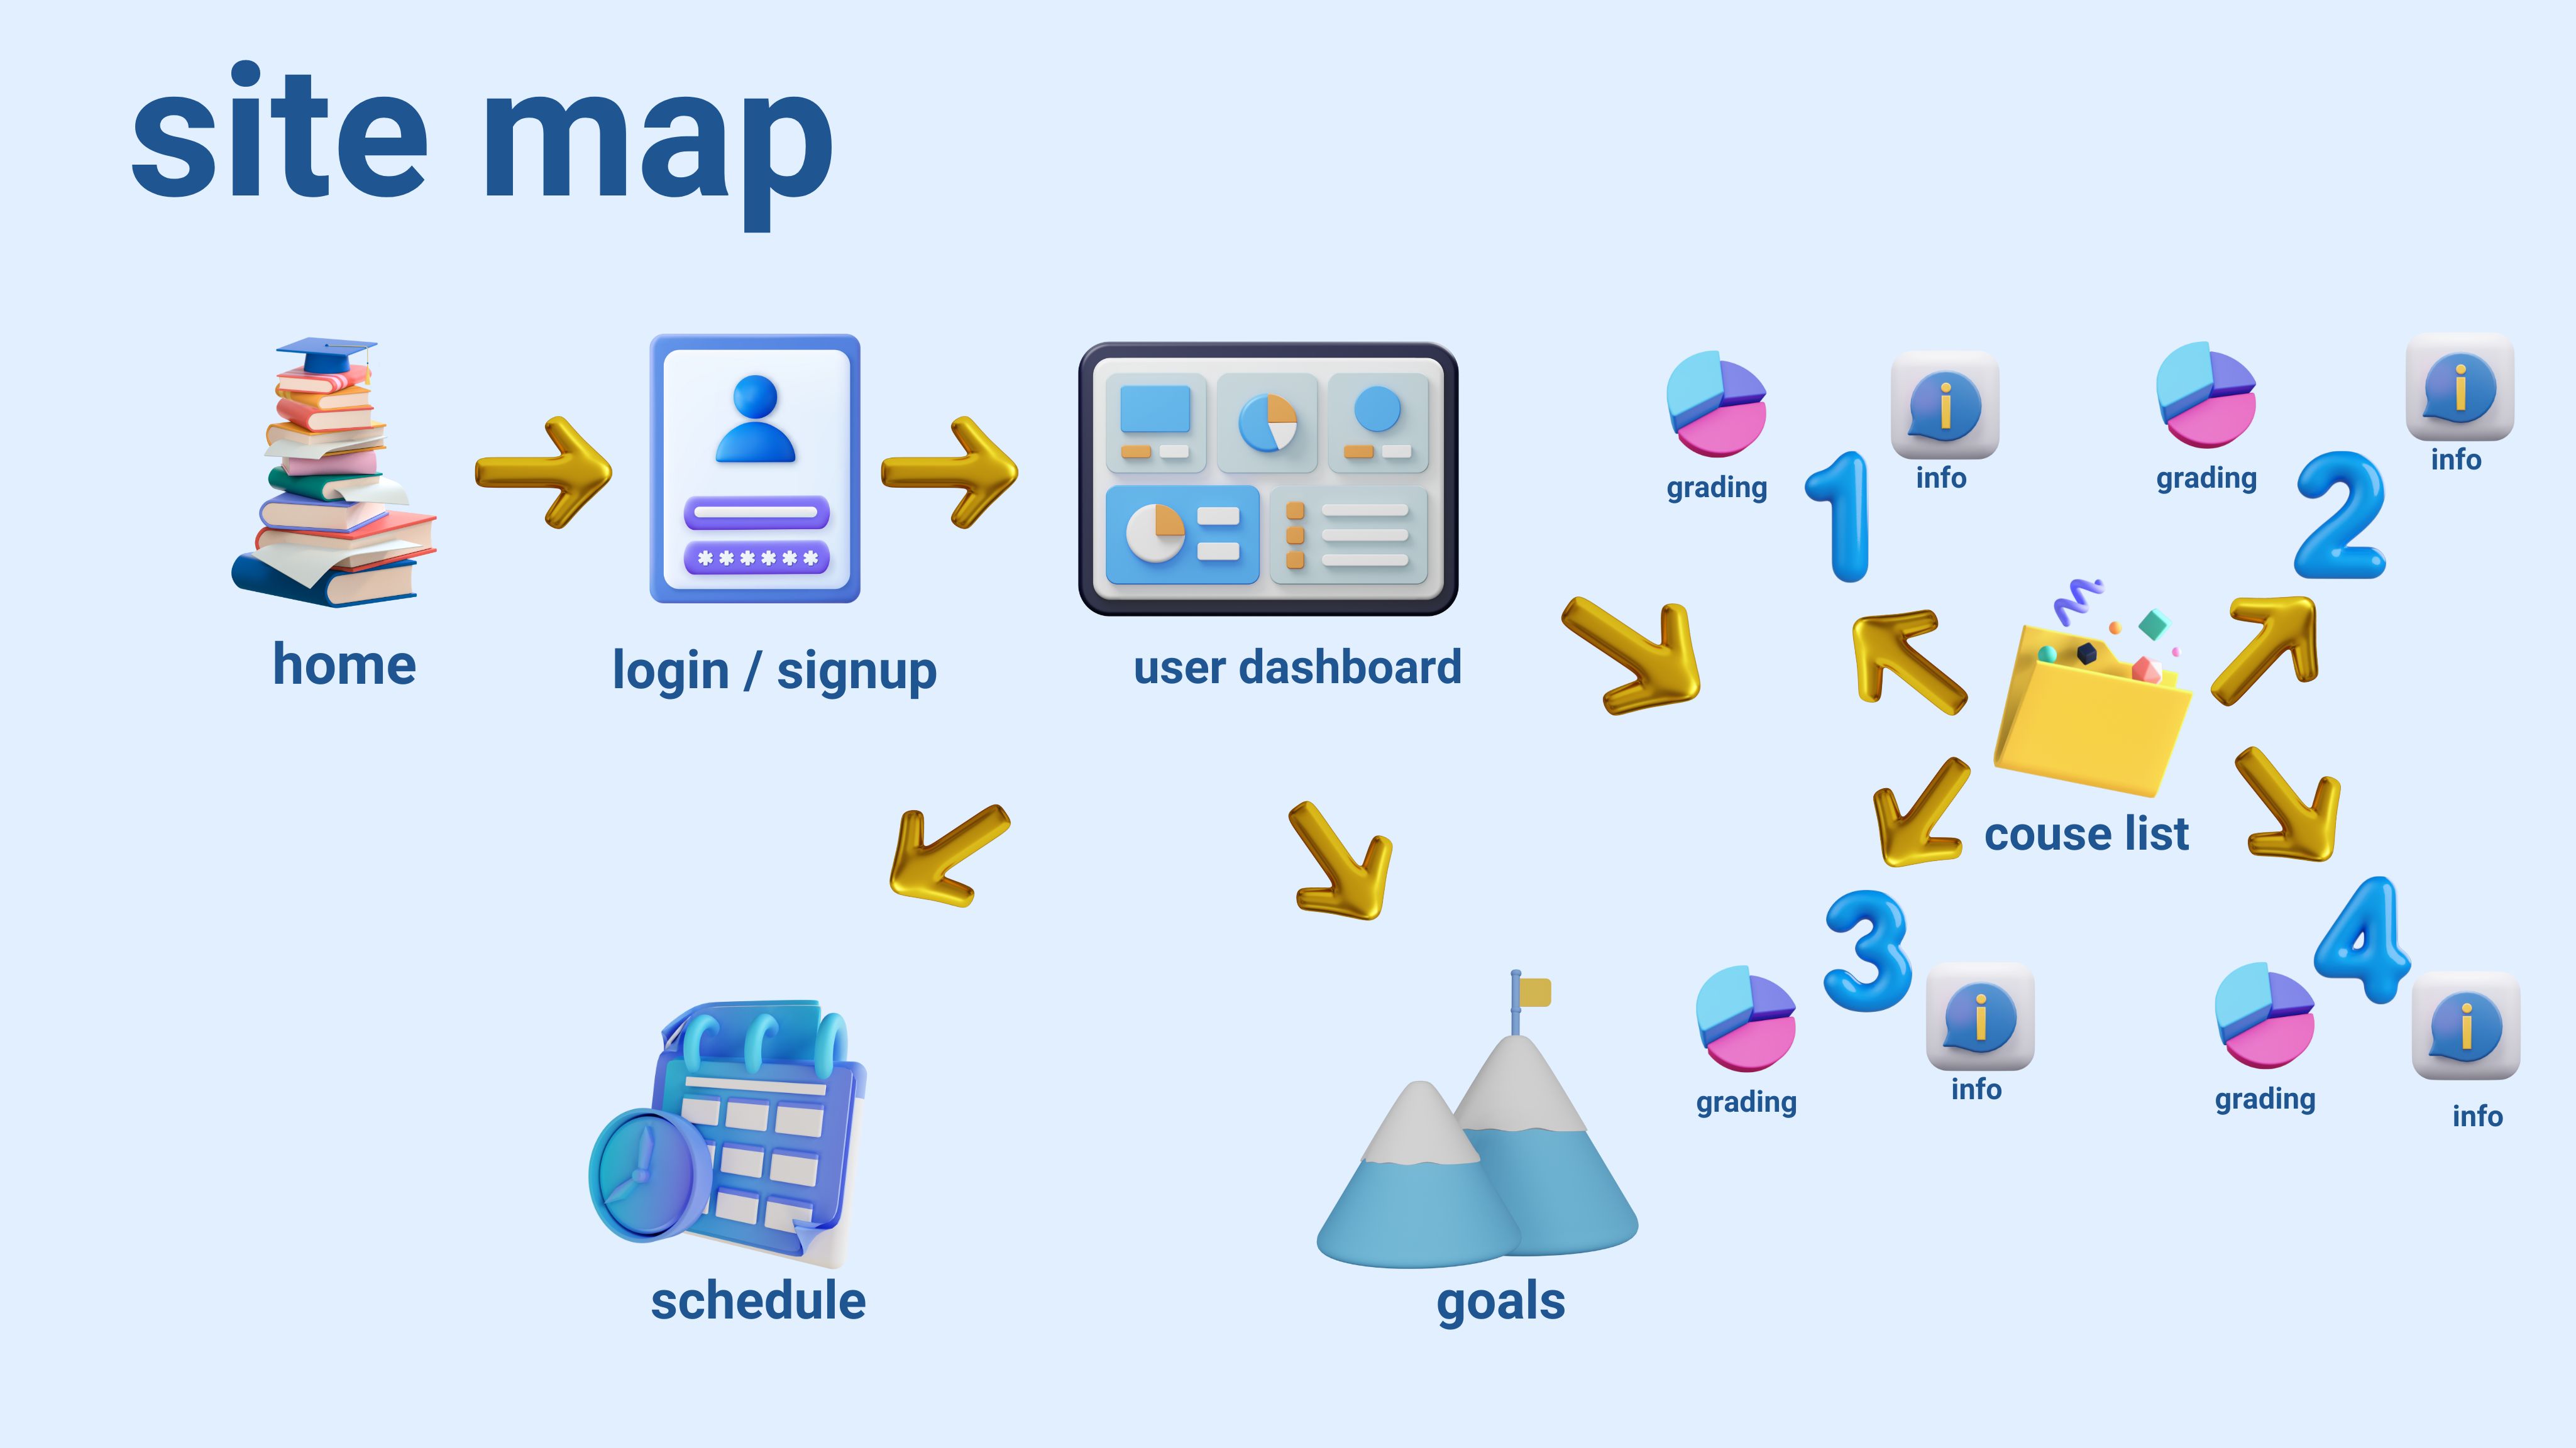 site map
home
login / signup
user dashboard
grading
1
info
grading
2
info
couse list
3
grading
info
4
grading
info
schedule
goals